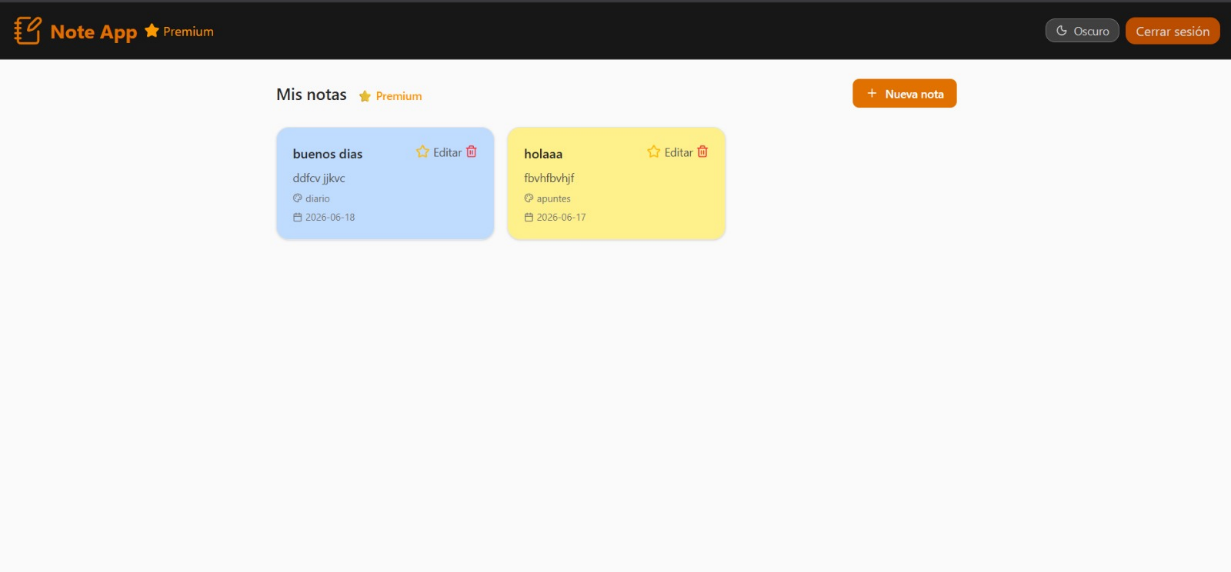 Note App Premium
Oscuro
Cerrar sesión
Mis notas Premium
+ Nueva nota
buenos dias
Editar
ddfcv jjkvc
diario
2026-06-18
holaaa
Editar
fbvhfbvhjf
apuntes
2026-06-17